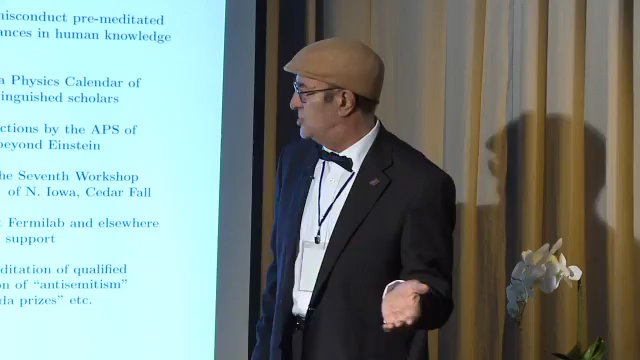 misconduct pre-meditated
ances in human knowledge
a Physics Calendar of
inguished scholars
ctions by the APS of
beyond Einstein
he Seventh Workshop
of N. Iowa, Cedar Fall
Fermilab and elsewhere
support
ditation of qualified
on of “antisemitism”
da prizes” etc.